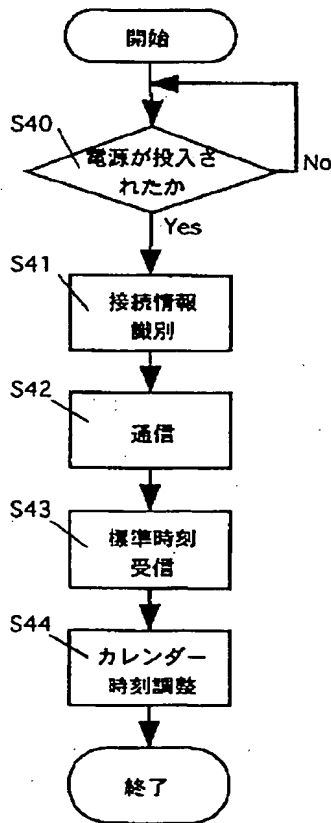 開始
S40
電源が投入さ
れたか
No
Yes
S41
接続情報
識別
S42
通信
S43
標準時刻
受信
S44
カレンダー
時刻調整
終了